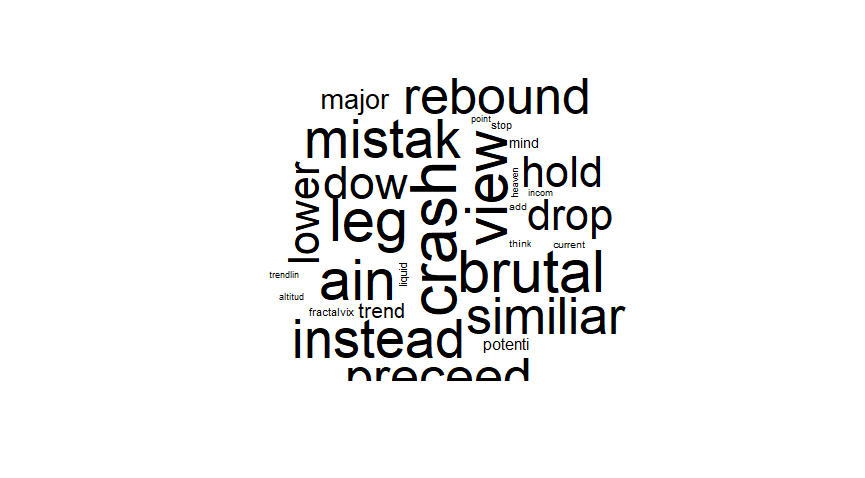 major
rebound
point
stop
mistak
mind
view
lower
dow
crash
heaven
hold
incom
leg
add
drop
think
current
trendlin
ain
liquid
brutal
altitud
fractalvix
trend
similiar
instead
potenti
preceed